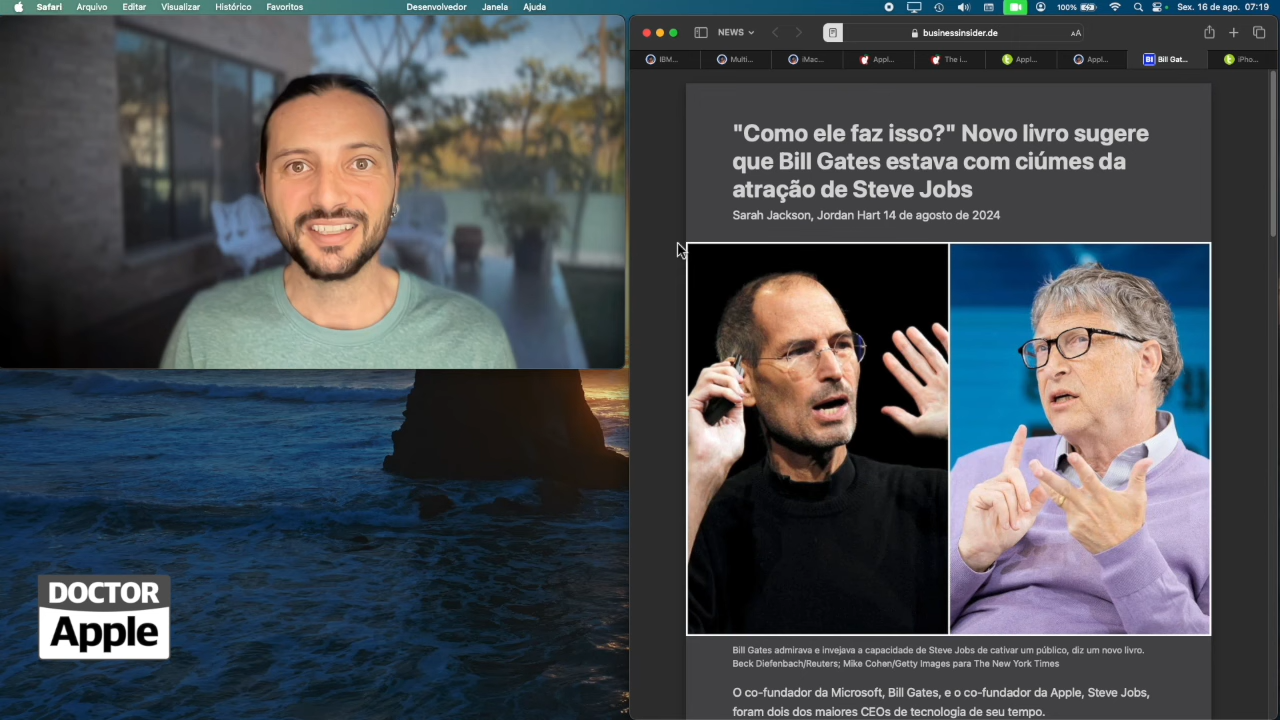 Safari Arquivo Editar Visualizar Histórico Favoritos Desenvolvedor Janela Ajuda 100% Sex. 16 de ago. 07:19
NEWS businessinsider.de AA
IBM... Multi... iMac... Appl... The i... Appl... Appl... BI Bill Gat... iPho...
"Como ele faz isso?" Novo livro sugere
que Bill Gates estava com ciúmes da
atração de Steve Jobs
Sarah Jackson, Jordan Hart 14 de agosto de 2024
Bill Gates admirava e invejava a capacidade de Steve Jobs de cativar um público, diz um novo livro.
Beck Diefenbach/Reuters; Mike Cohen/Getty Images para The New York Times
O co-fundador da Microsoft, Bill Gates, e o co-fundador da Apple, Steve Jobs,
foram dois dos maiores CEOs de tecnologia de seu tempo.
DOCTOR
Apple